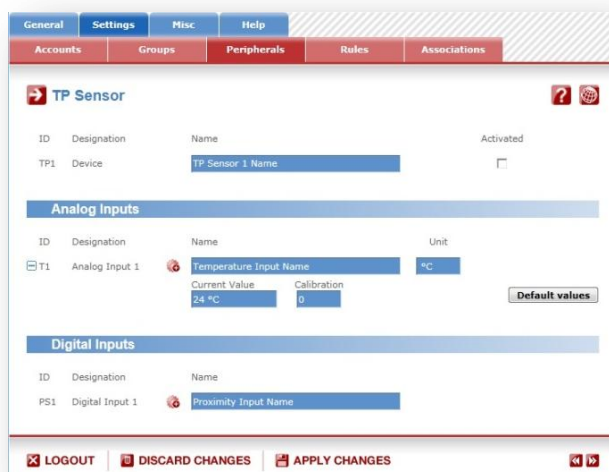 General Settings Misc Help
Accounts Groups Peripherals Rules Associations
TP Sensor ?
ID Designation Name Activated
TP1 Device TP Sensor 1 Name
Analog Inputs
ID Designation Name Unit
T1 Analog Input 1 Temperature Input Name °C
Current Value Calibration
24 °C 0 Default values
Digital Inputs
ID Designation Name
PS1 Digital Input 1 Proximity Input Name
LOGOUT DISCARD CHANGES APPLY CHANGES